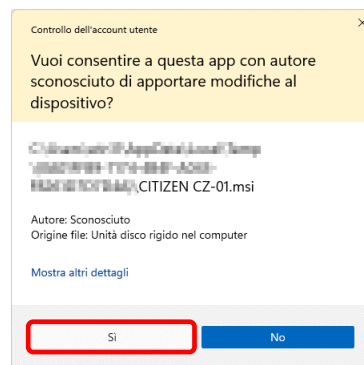 Controllo dell'account utente
Vuoi consentire a questa app con autore
sconosciuto di apportare modifiche al
dispositivo?
CITIZEN CZ-01.msi
Autore: Sconosciuto
Origine file: Unità disco rigido nel computer
Mostra altri dettagli
Sì
No